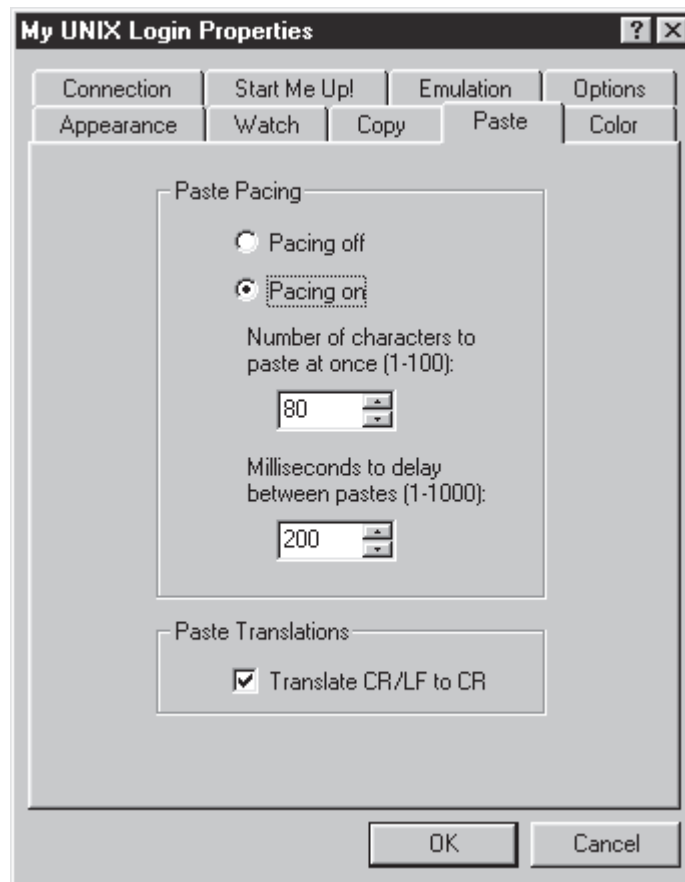 My UNIX Login Properties ? X
Connection Start Me Up! Emulation Options
Appearance Watch Copy Paste Color
Paste Pacing
Pacing off
Pacing on
Number of characters to
paste at once (1-100):
80
Milliseconds to delay
between pastes (1-1000):
200
Paste Translations
Translate CR/LF to CR
OK Cancel